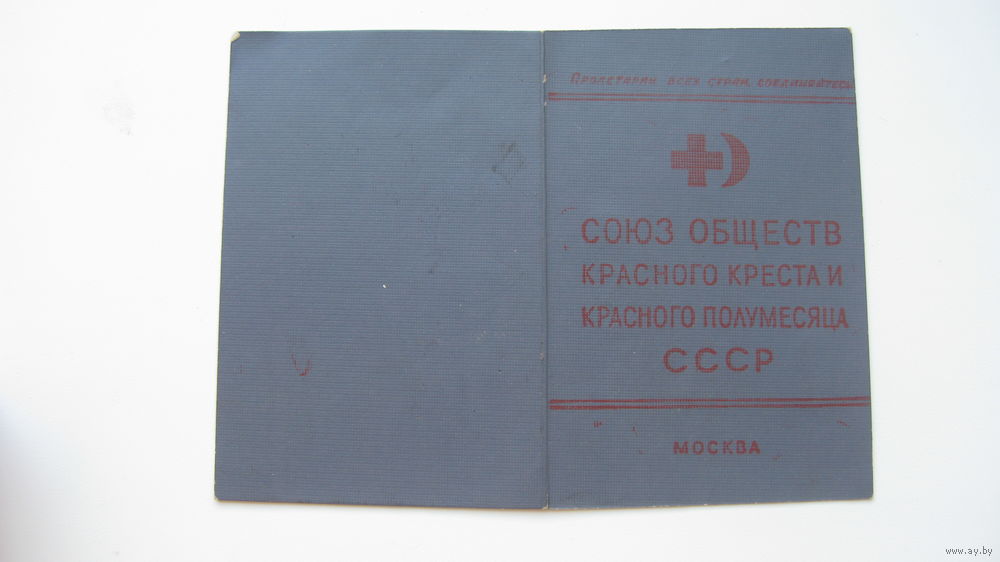 Пролетарии всех стран, соединяйтесь
СОЮЗ ОБЩЕСТВ
КРАСНОГО КРЕСТА И
КРАСНОГО ПОЛУМЕСЯЦА
СССР
МОСКВА
www.ay.by